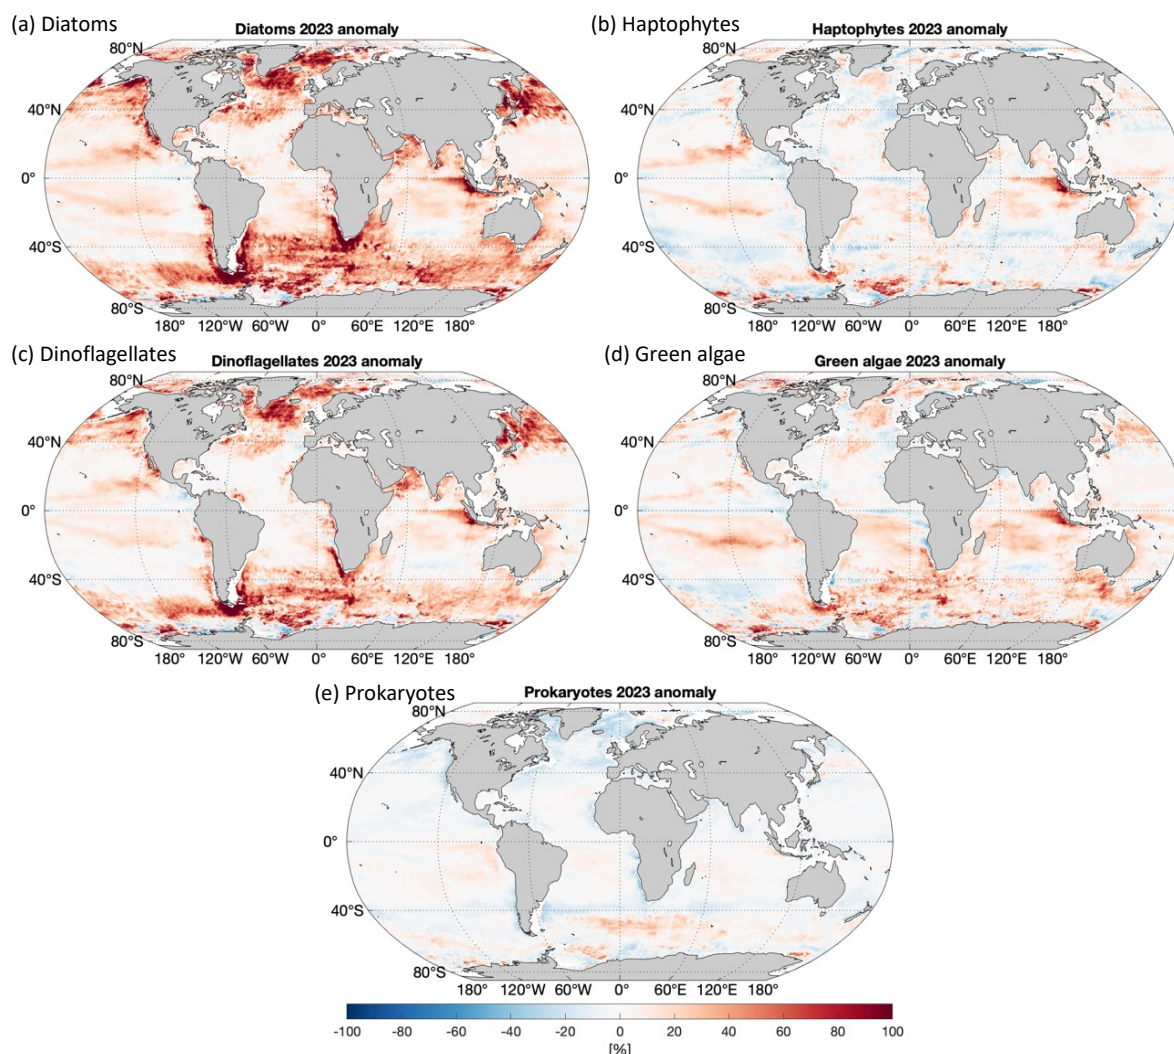 (a) Diatoms
Diatoms 2023 anomaly
80°N
40°N
0°
40°S
80°S
180° 120°W 60°W 0° 60°E 120°E 180°
(b) Haptophytes
Haptophytes 2023 anomaly
80°N
40°N
0°
40°S
80°S
180° 120°W 60°W 0° 60°E 120°E 180°
(c) Dinoflagellates
Dinoflagellates 2023 anomaly
80°N
40°N
0°
40°S
80°S
180° 120°W 60°W 0° 60°E 120°E 180°
(d) Green algae
Green algae 2023 anomaly
80°N
40°N
0°
40°S
80°S
180° 120°W 60°W 0° 60°E 120°E 180°
(e) Prokaryotes
Prokaryotes 2023 anomaly
80°N
40°N
0°
40°S
80°S
180° 120°W 60°W 0° 60°E 120°E 180°
-100 -80 -60 -40 -20 0 20 40 60 80 100
[%]